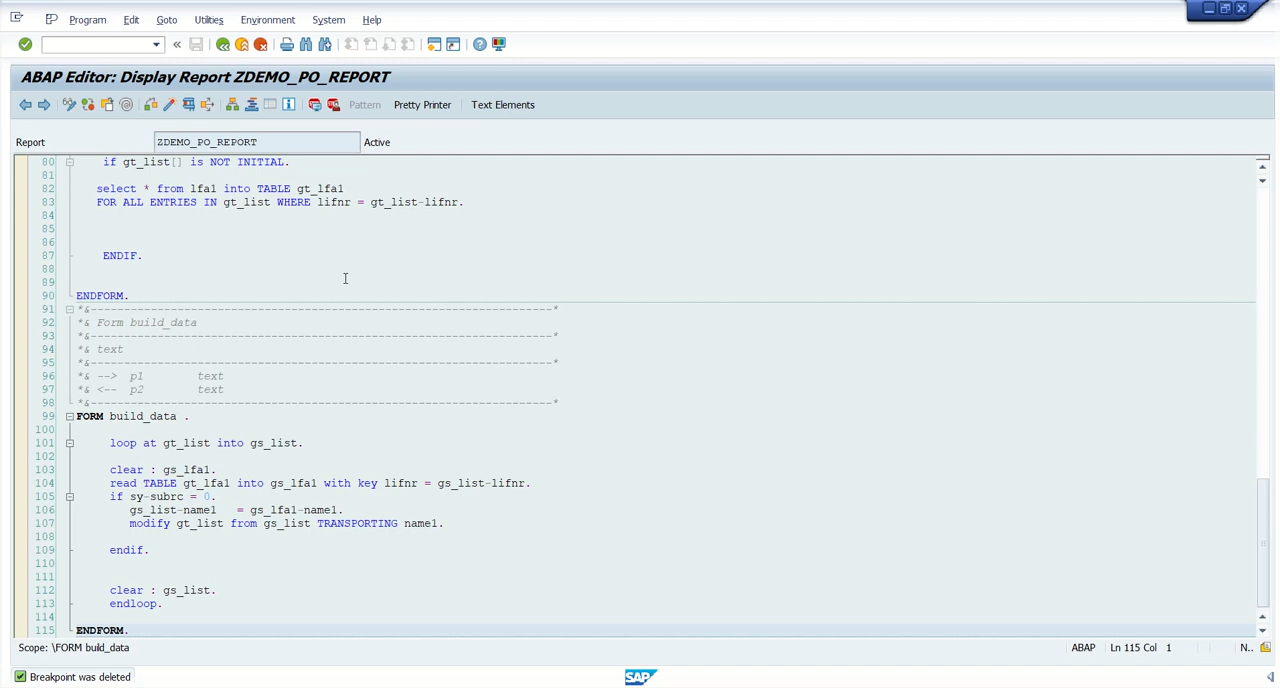 Program Edit Goto Utilities Environment System Help
ABAP Editor: Display Report ZDEMO_PO_REPORT
Pattern Pretty Printer Text Elements
Report ZDEMO_PO_REPORT Active
80 if gt_list[] is NOT INITIAL.
81
82 select * from lfa1 into TABLE gt_lfa1
83 FOR ALL ENTRIES IN gt_list WHERE lifnr = gt_list-lifnr.
84
85
86
87 ENDIF.
88
89
90 ENDFORM.
91 *&---------------------------------------------------------------------*
92 *& Form build_data
93 *&---------------------------------------------------------------------*
94 *& text
95 *&---------------------------------------------------------------------*
96 *& --> p1 text
97 *& <-- p2 text
98 *&---------------------------------------------------------------------*
99 FORM build_data .
100
101 loop at gt_list into gs_list.
102
103 clear : gs_lfa1.
104 read TABLE gt_lfa1 into gs_lfa1 with key lifnr = gs_list-lifnr.
105 if sy-subrc = 0.
106 gs_list-name1 = gs_lfa1-name1.
107 modify gt_list from gs_list TRANSPORTING name1.
108
109 endif.
110
111
112 clear : gs_list.
113 endloop.
114
115 ENDFORM.
Scope: \FORM build_data ABAP Ln 115 Col 1 N..
Breakpoint was deleted SAP